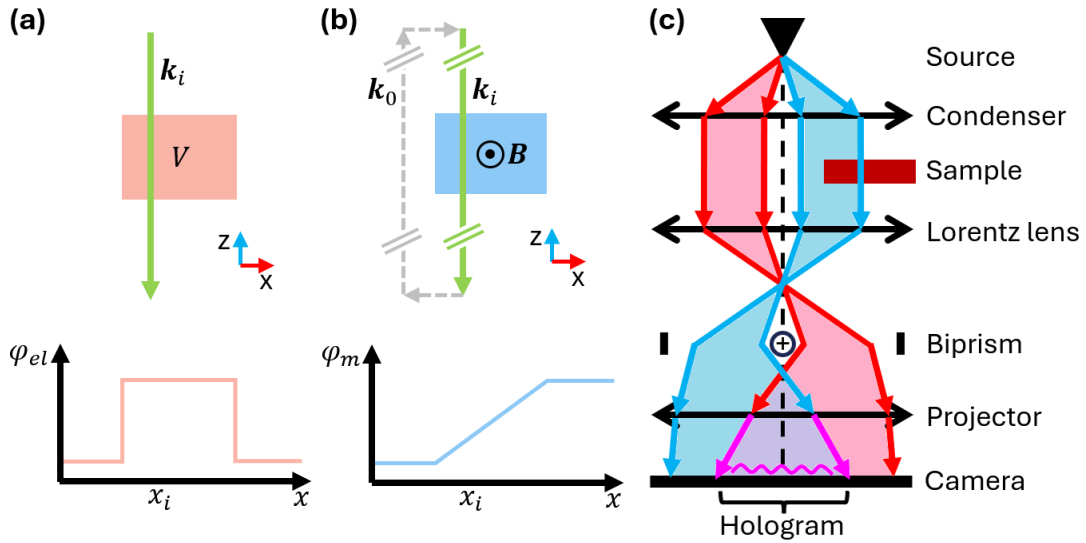 (a)
k_i
V
z
x
φ_el
x_i
x
(b)
k_0
k_i
B
z
x
φ_m
x_i
x
(c)
Source
Condenser
Sample
Lorentz lens
+
Biprism
Projector
Camera
Hologram